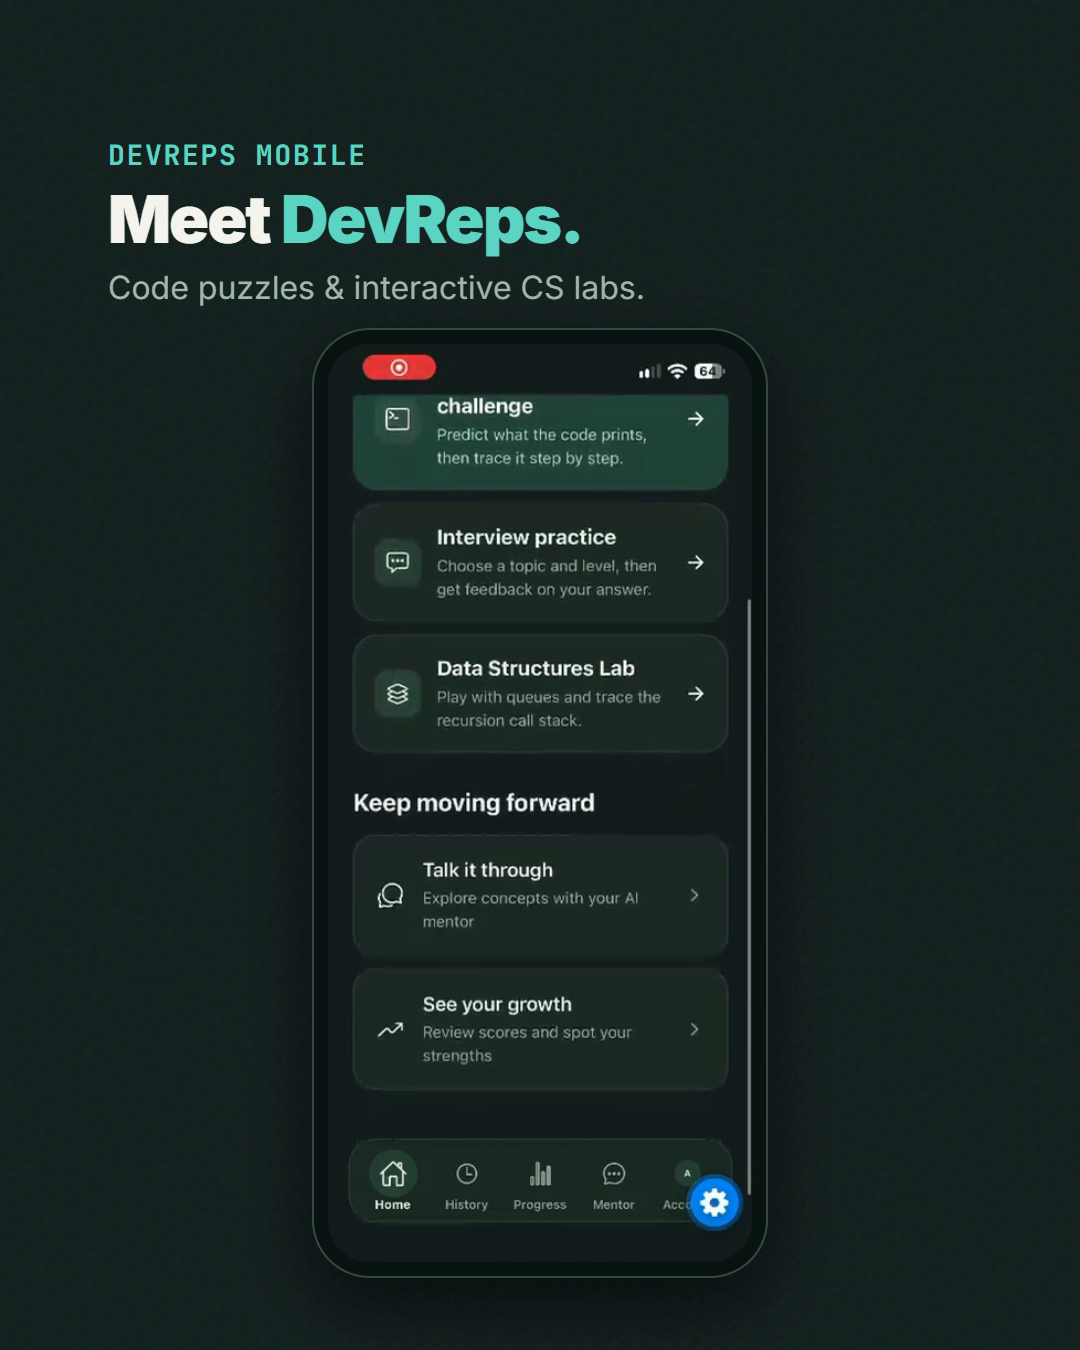 DEVREPS MOBILE
Meet DevReps.
Code puzzles & interactive CS labs.
64
challenge
Predict what the code prints,
then trace it step by step.
Interview practice
Choose a topic and level, then
get feedback on your answer.
Data Structures Lab
Play with queues and trace the
recursion call stack.
Keep moving forward
Talk it through
Explore concepts with your AI
mentor
See your growth
Review scores and spot your
strengths
A
Home History Progress Mentor